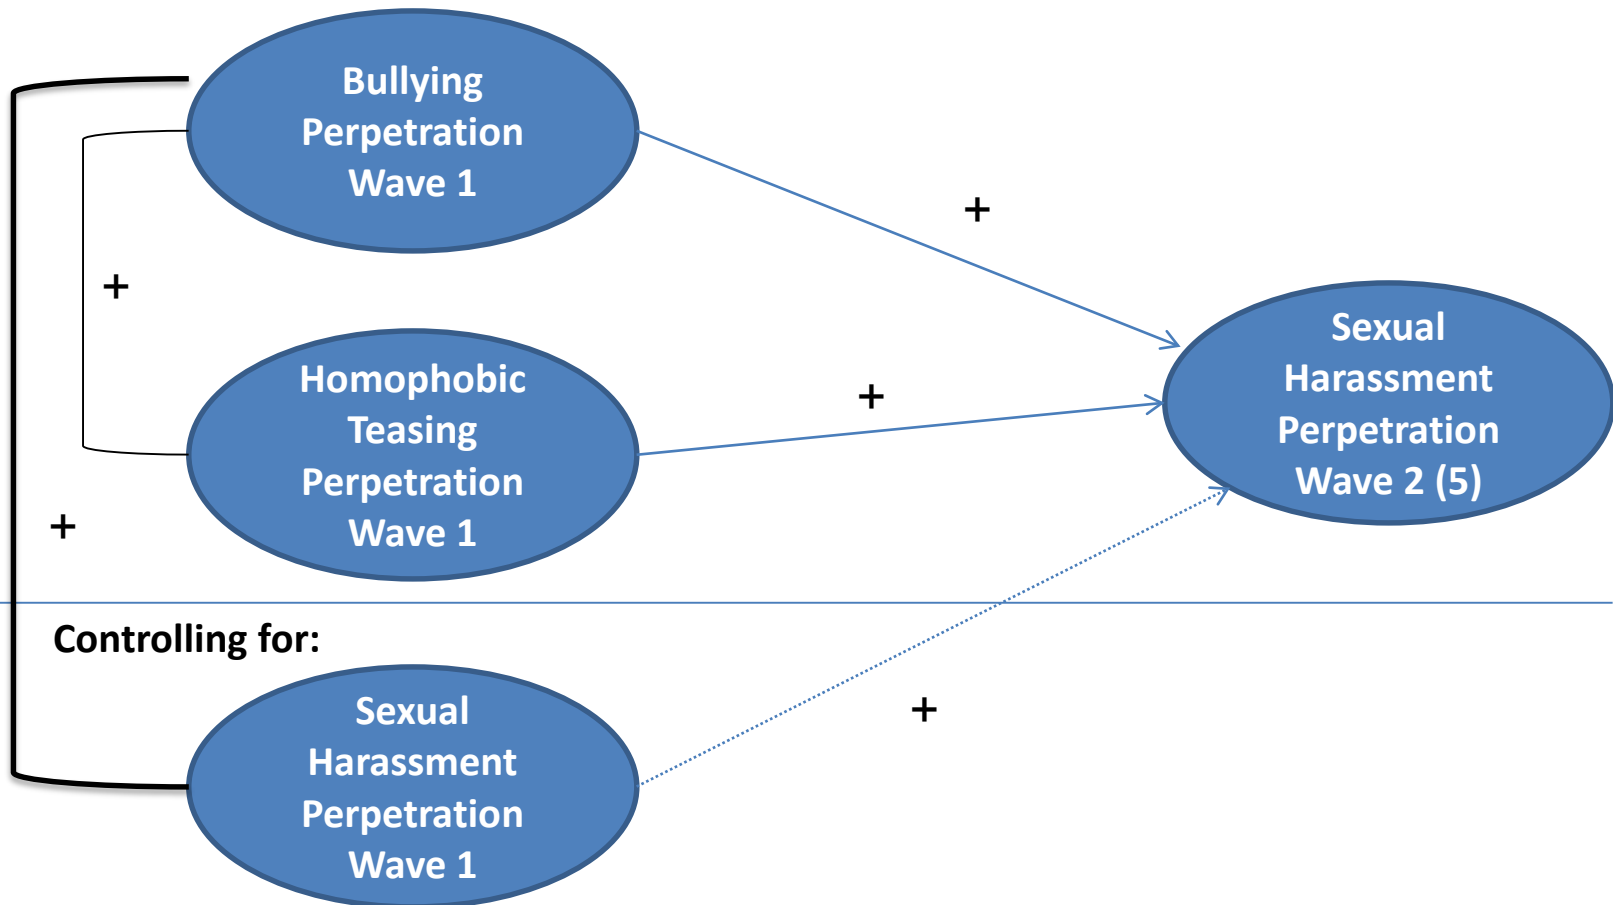 Bullying
Perpetration
Wave 1
+
+
Homophobic
Teasing
Perpetration
Wave 1
+
Sexual
Harassment
Perpetration
Wave 2 (5)
+
Controlling for:
Sexual
Harassment
Perpetration
Wave 1
+